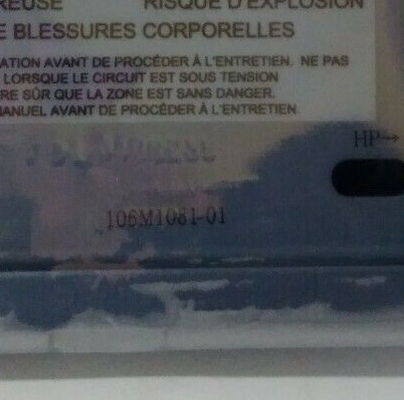 REUSE RISQUE D'EXPLOSION
E BLESSURES CORPORELLES
ATION AVANT DE PROCÉDER À L'ENTRETIEN. NE PAS
LORSQUE LE CIRCUIT EST SOUS TENSION
RE SÛR QUE LA ZONE EST SANS DANGER.
MANUEL AVANT DE PROCÉDER À L'ENTRETIEN.
HP→
106M1081-01